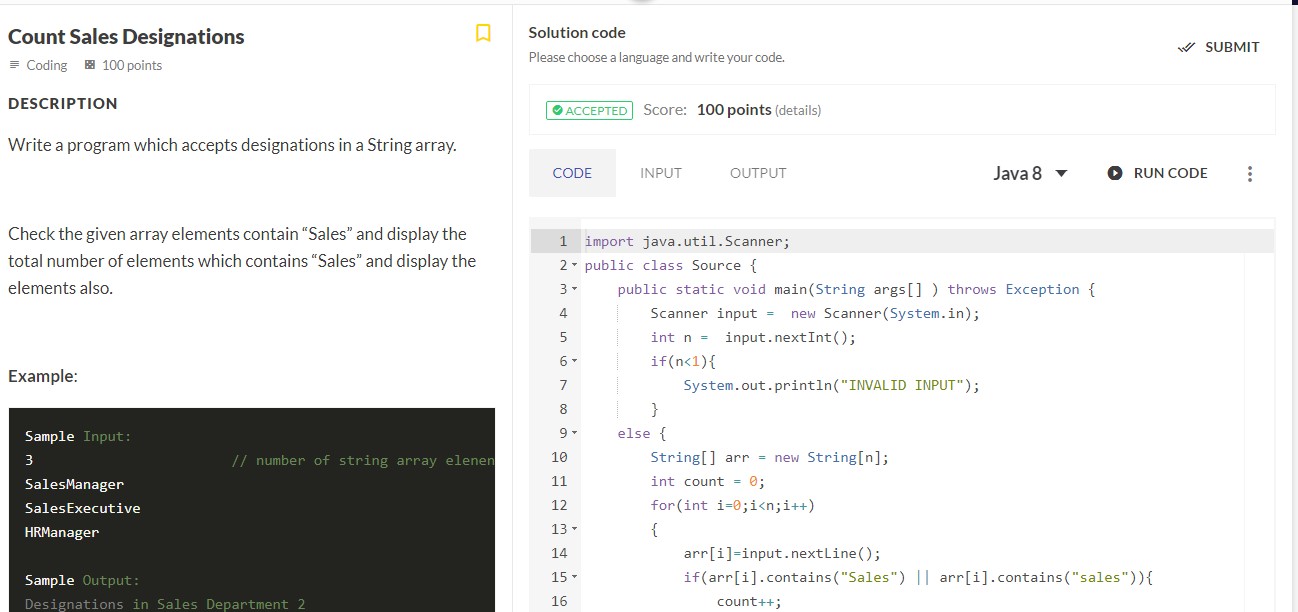 Count Sales Designations
Coding 100 points
DESCRIPTION
Write a program which accepts designations in a String array.
Check the given array elements contain “Sales” and display the
total number of elements which contains “Sales” and display the
elements also.
Example:
Sample Input:
3 // number of string array elenen
SalesManager
SalesExecutive
HRManager
Sample Output:
Designations in Sales Department 2
Solution code
Please choose a language and write your code.
SUBMIT
ACCEPTED Score: 100 points (details)
CODE INPUT OUTPUT Java 8 RUN CODE
1 import java.util.Scanner;
2 public class Source {
3 public static void main(String args[] ) throws Exception {
4 Scanner input = new Scanner(System.in);
5 int n = input.nextInt();
6 if(n<1){
7 System.out.println("INVALID INPUT");
8 }
9 else {
10 String[] arr = new String[n];
11 int count = 0;
12 for(int i=0;i<n;i++)
13 {
14 arr[i]=input.nextLine();
15 if(arr[i].contains("Sales") || arr[i].contains("sales")){
16 count++;